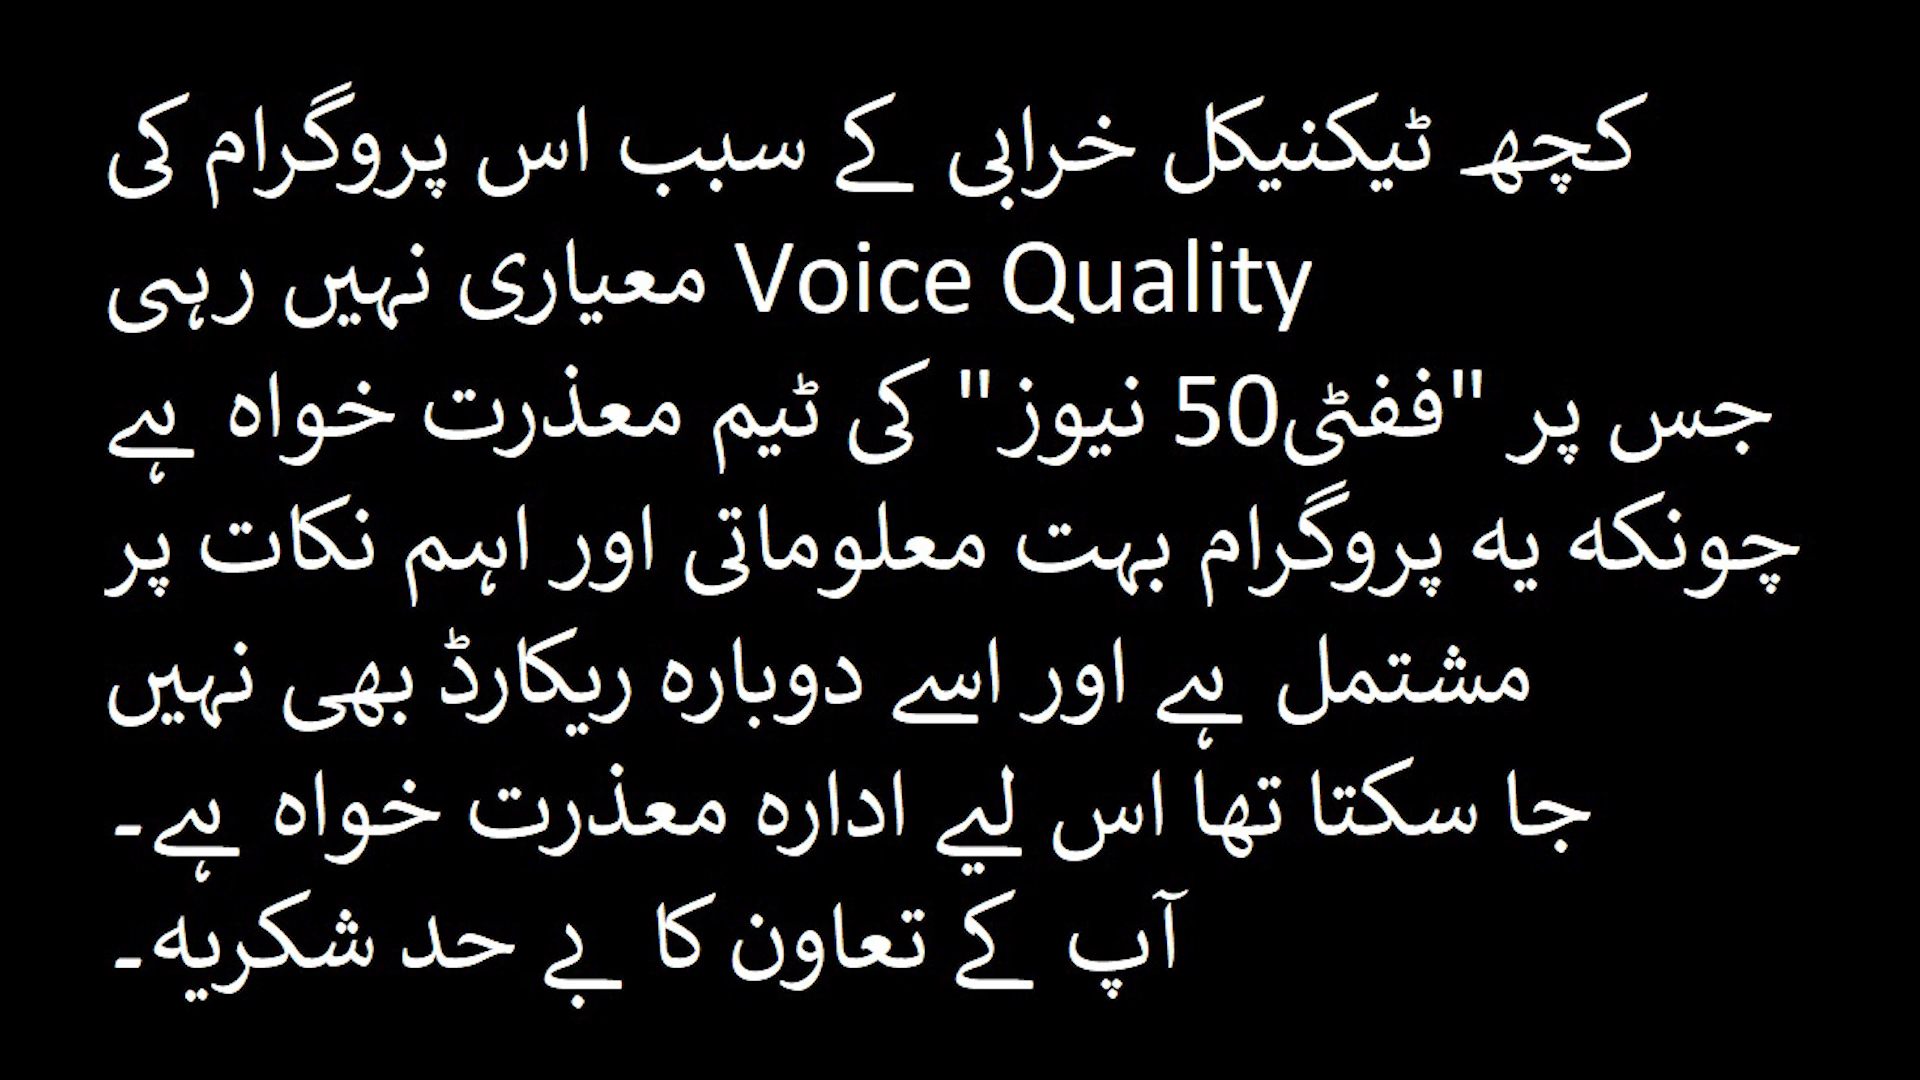 کچھ ٹیکنیکل خرابی کے سبب اس پروگرام کی
Voice Quality معیاری نہیں رہی
جس پر "ففٹی50 نیوز" کی ٹیم معذرت خواہ ہے
چونکہ یہ پروگرام بہت معلوماتی اور اہم نکات پر
مشتمل ہے اور اسے دوبارہ ریکارڈ بھی نہیں
جا سکتا تھا اس لیے ادارہ معذرت خواہ ہے۔
آپ کے تعاون کا بے حد شکریہ۔